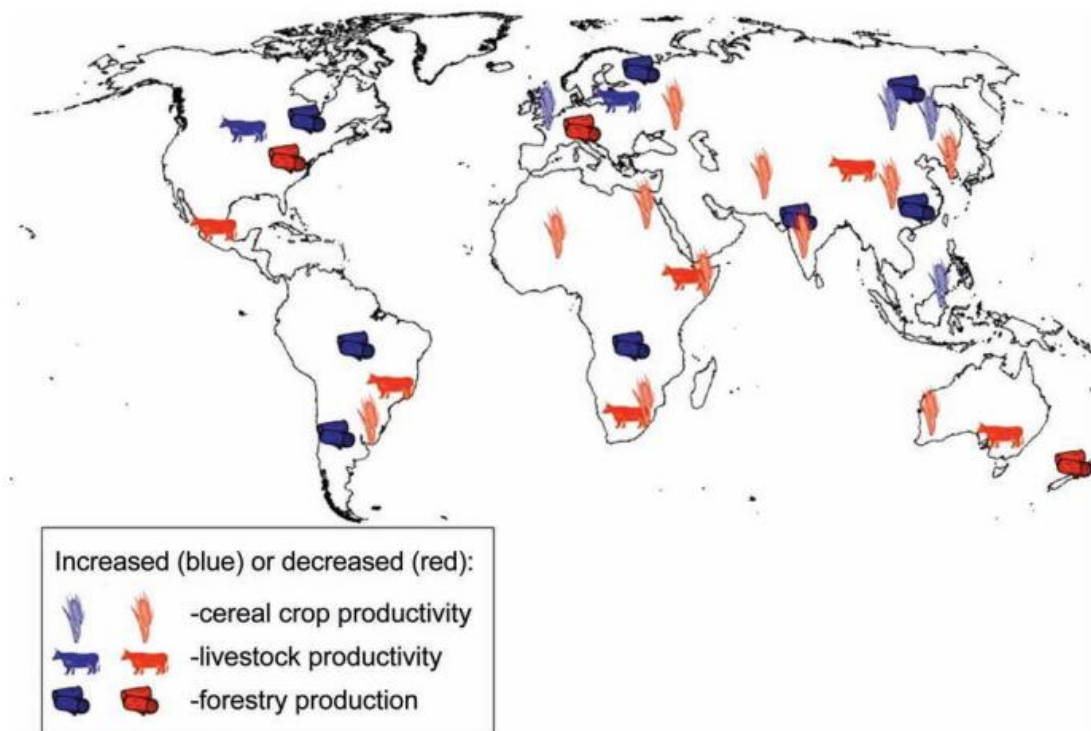 Increased (blue) or decreased (red):
-cereal crop productivity
-livestock productivity
-forestry production